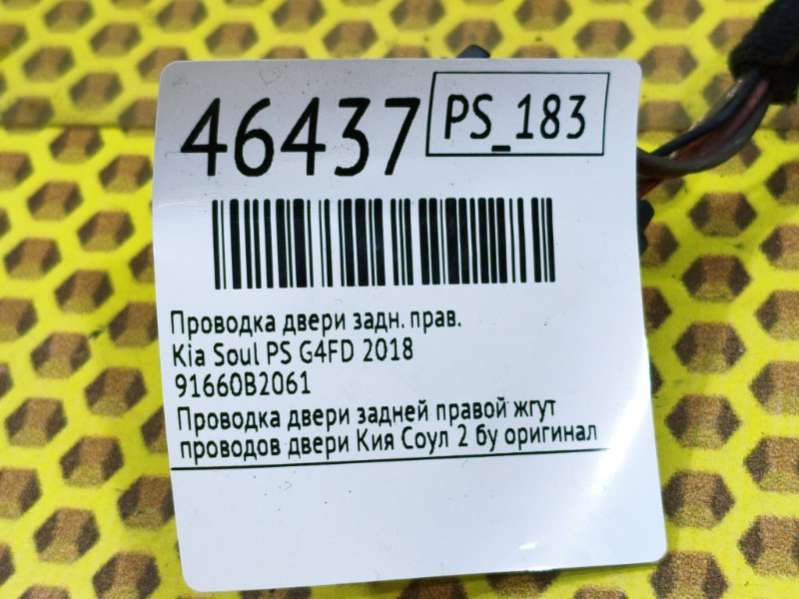 46437
PS_183
Проводка двери задн. прав.
Kia Soul PS G4FD 2018
91660B2061
Проводка двери задней правой жгут
проводов двери Кия Соул 2 бу оригинал